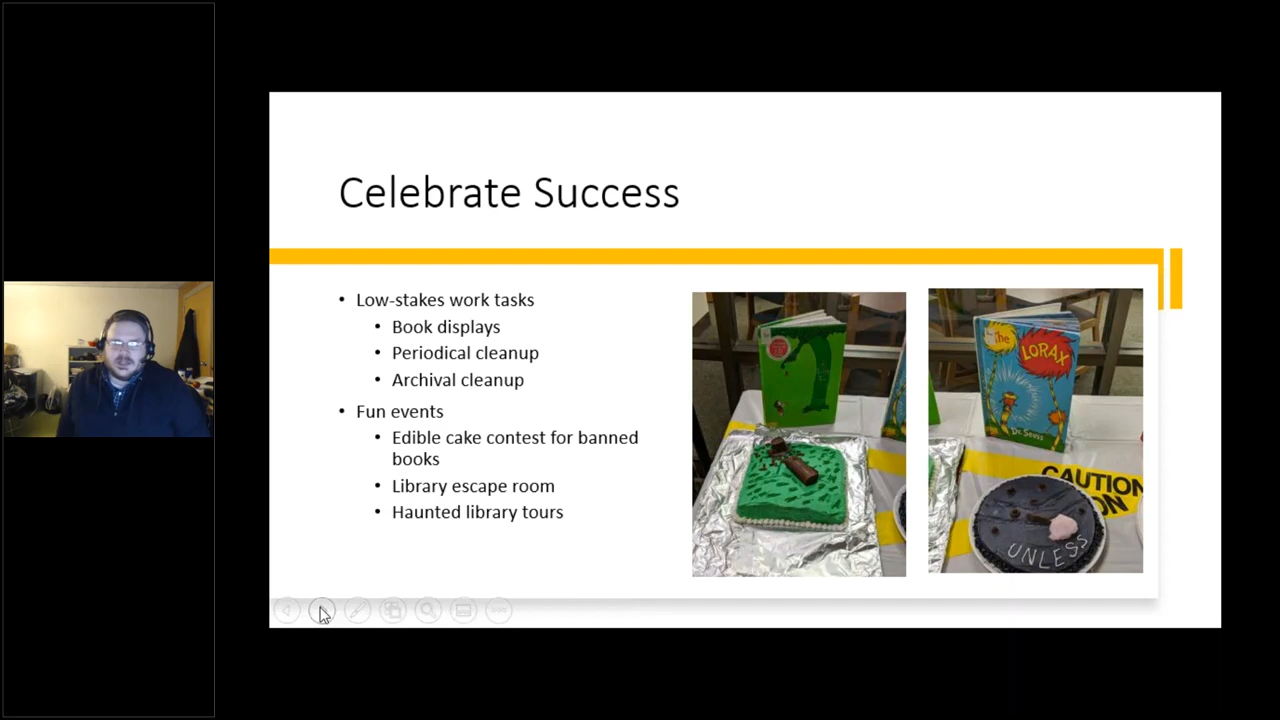 Celebrate Success
• Low-stakes work tasks
• Book displays
• Periodical cleanup
• Archival cleanup
• Fun events
• Edible cake contest for banned
books
• Library escape room
• Haunted library tours
The
LORAX
Dr. Seuss
CAUTION
ON
UNLESS